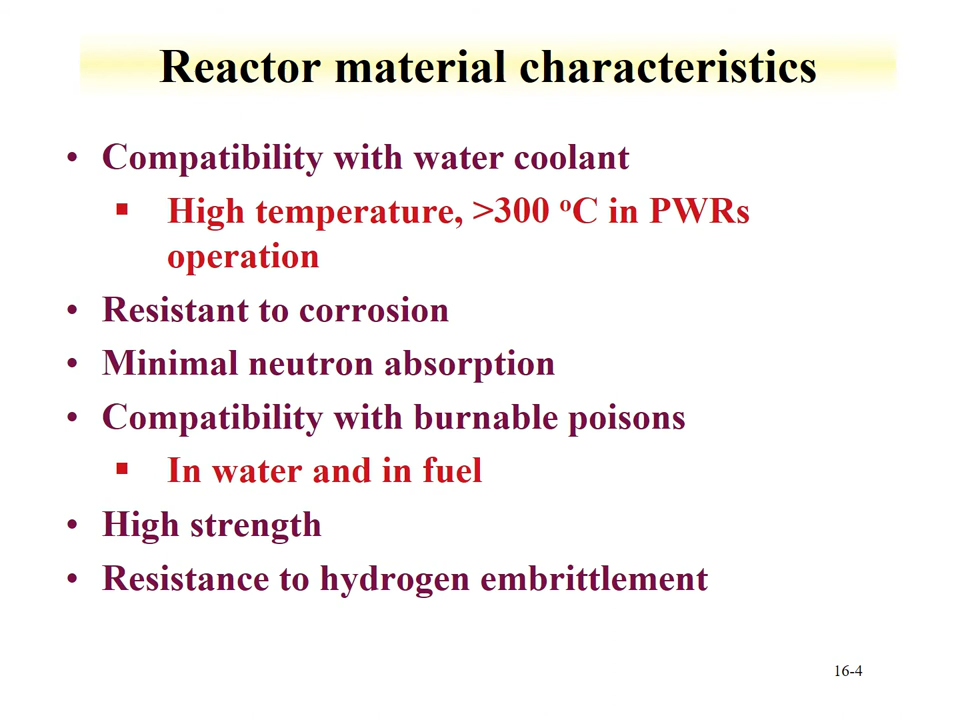 Reactor material characteristics
• Compatibility with water coolant
▪ High temperature, >300 °C in PWRs
operation
• Resistant to corrosion
• Minimal neutron absorption
• Compatibility with burnable poisons
▪ In water and in fuel
• High strength
• Resistance to hydrogen embrittlement
16-4